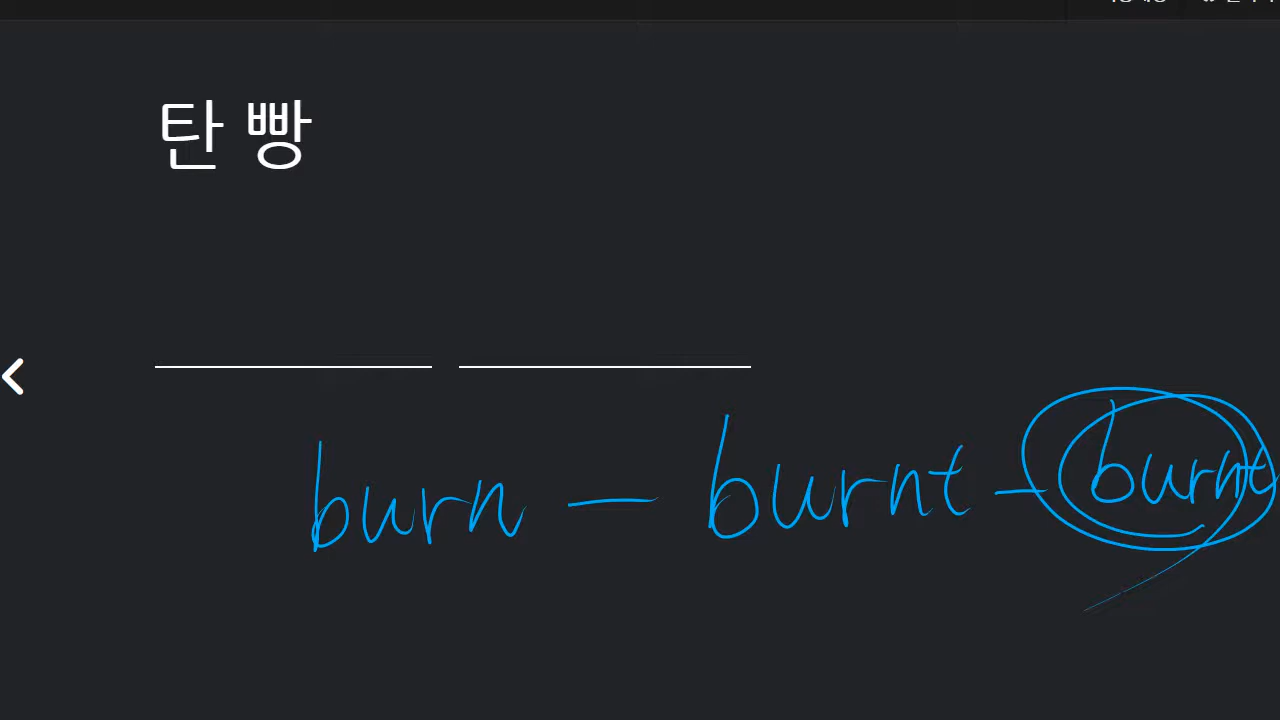 탄 빵
burn — burnt — burnt